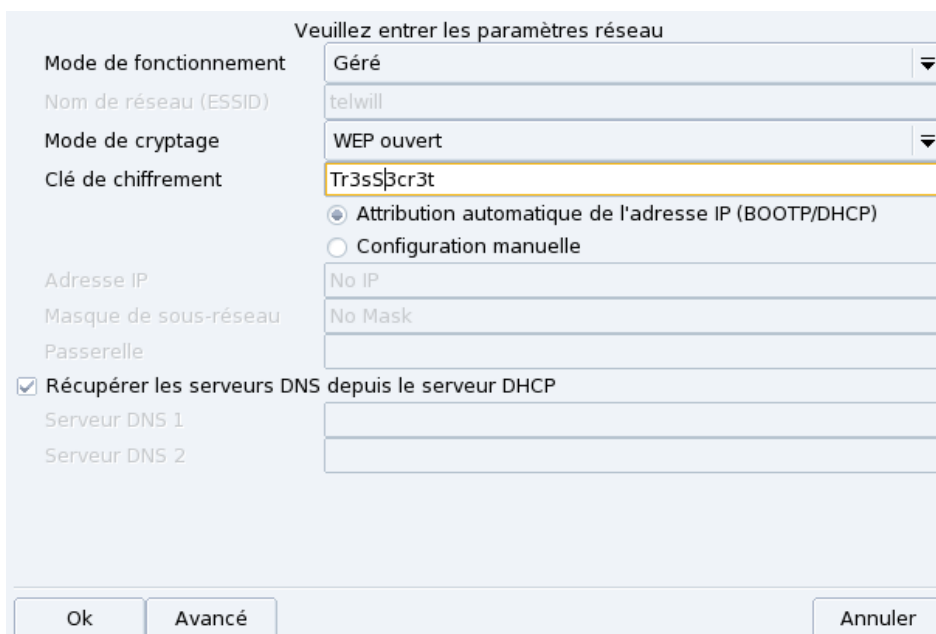 Veuillez entrer les paramètres réseau
Mode de fonctionnement Géré
Nom de réseau (ESSID) telwill
Mode de cryptage WEP ouvert
Clé de chiffrement Tr3sS3cr3t
Attribution automatique de l'adresse IP (BOOTP/DHCP)
Configuration manuelle
Adresse IP No IP
Masque de sous-réseau No Mask
Passerelle
Récupérer les serveurs DNS depuis le serveur DHCP
Serveur DNS 1
Serveur DNS 2
Ok Avancé Annuler